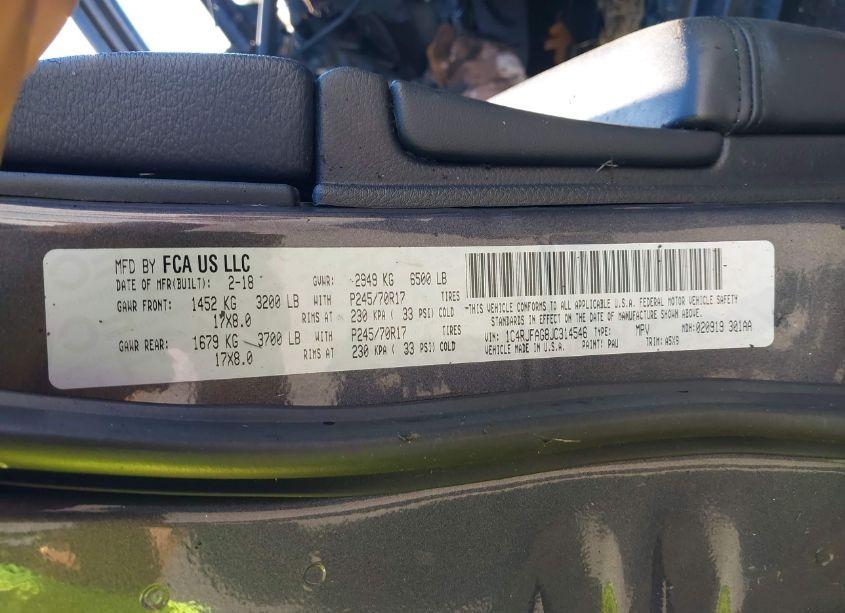 MFD BY FCA US LLC
DATE OF MFR(BUILT): 2-18 GVWR: 2949 KG 6500 LB
GAWR FRONT: 1452 KG 3200 LB WITH P245/70R17 TIRES
17X8.0 RIMS AT 230 KPA ( 33 PSI) COLD
GAWR REAR: 1679 KG 3700 LB WITH P245/70R17 TIRES
17X8.0 RIMS AT 230 KPA ( 33 PSI) COLD
-THIS VEHICLE CONFORMS TO ALL APPLICABLE U.S.A. FEDERAL MOTOR VEHICLE SAFETY
STANDARDS IN EFFECT ON THE DATE OF MANUFACTURE SHOWN ABOVE.
VIN: 1C4RJFAG8JC314546 TYPE: MPV MDH:020919 301AA
VEHICLE MADE IN U.S.A. PAINT: PAU TRIM: A5X9